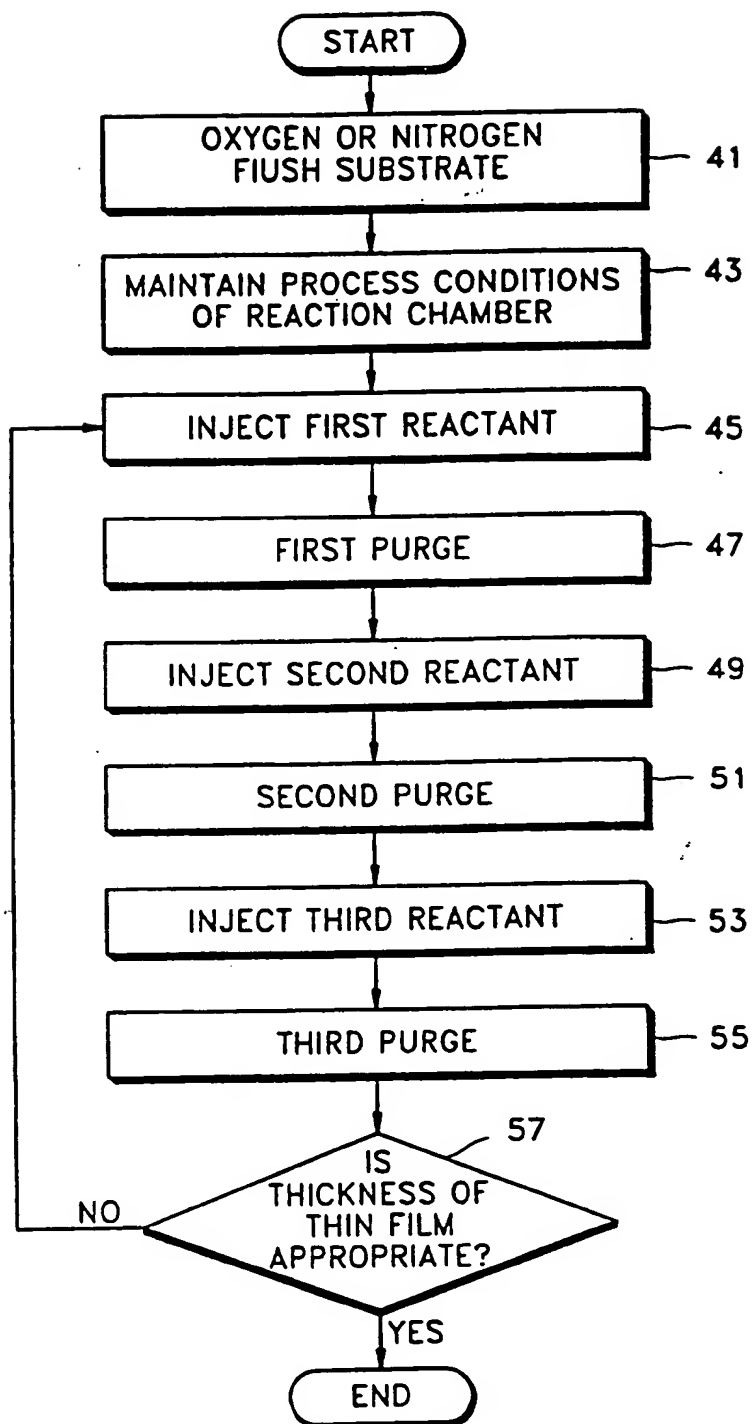 START
OXYGEN OR NITROGEN
FIUSH SUBSTRATE
41
MAINTAIN PROCESS CONDITIONS
OF REACTION CHAMBER
43
INJECT FIRST REACTANT
45
FIRST PURGE
47
INJECT SECOND REACTANT
49
SECOND PURGE
51
INJECT THIRD REACTANT
53
THIRD PURGE
55
57
IS
THICKNESS OF
THIN FILM
APPROPRIATE?
NO
YES
END